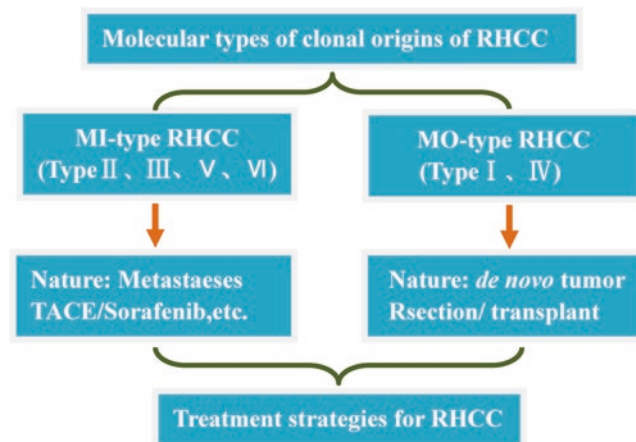 Molecular types of clonal origins of RHCC
MI-type RHCC
(Type Ⅱ、Ⅲ、Ⅴ、Ⅵ)
MO-type RHCC
(Type Ⅰ、Ⅳ)
Nature: Metastaeses
TACE/Sorafenib,etc.
Nature: de novo tumor
Rsection/ transplant
Treatment strategies for RHCC